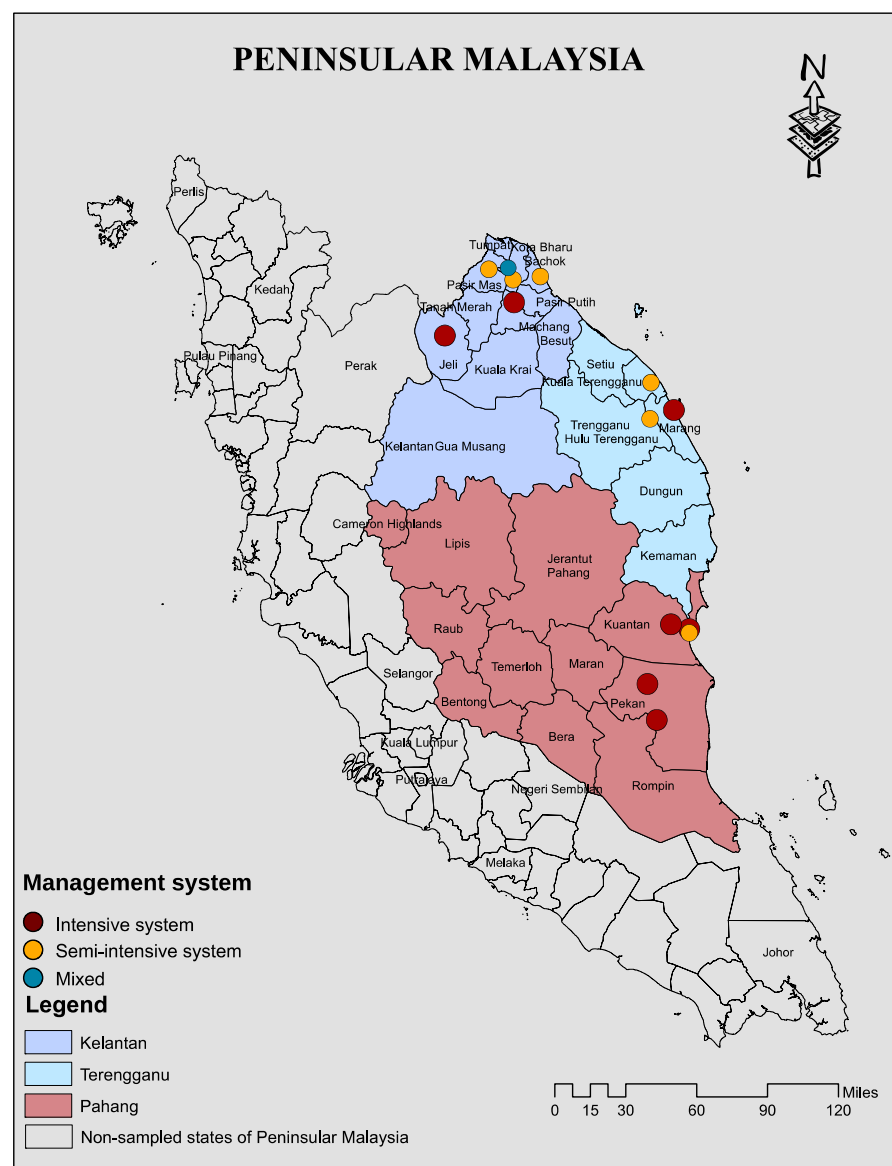 PENINSULAR MALAYSIA
N
Perlis
Kedah
Pulau Pinang
Perak
Tumpat
Kota Bharu
Bachok
Pasir Mas
Pasir Putih
Tanah Merah
Machang
Besut
Jeli
Kuala Krai
Setiu
Kuala Terengganu
Marang
Trengganu
Hulu Terengganu
Kelantan
Gua Musang
Dungun
Cameron Highlands
Lipis
Jerantut
Pahang
Kemaman
Raub
Kuantan
Temerloh
Maran
Selangor
Bentong
Pekan
Bera
Kuala Lumpur
Putrajaya
Negeri Sembilan
Rompin
Melaka
Johor
Management system
Intensive system
Semi-intensive system
Mixed
Legend
Kelantan
Terengganu
Pahang
Non-sampled states of Peninsular Malaysia
Miles
0 15 30 60 90 120